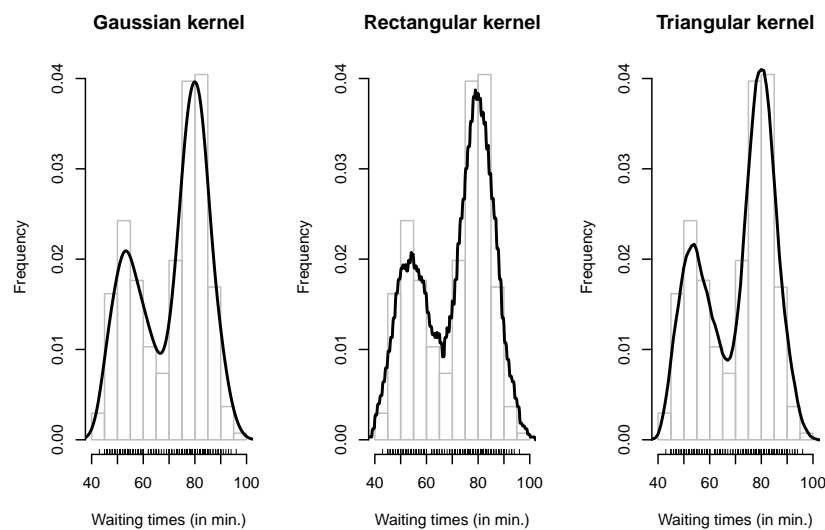 Gaussian kernel
Frequency
0.00
0.01
0.02
0.03
0.04
40 60 80 100
Waiting times (in min.)
Rectangular kernel
Frequency
0.00
0.01
0.02
0.03
0.04
40 60 80 100
Waiting times (in min.)
Triangular kernel
Frequency
0.00
0.01
0.02
0.03
0.04
40 60 80 100
Waiting times (in min.)